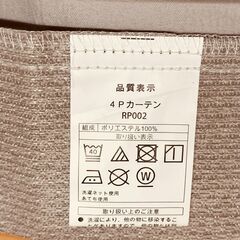 品質表示
4Pカーテン
RP002
組成 ポリエステル100%
取り扱い表示
40
洗濯ネット使用
あて布使用
取り扱い上のご注意
●洗濯により、他の物に移染するこ